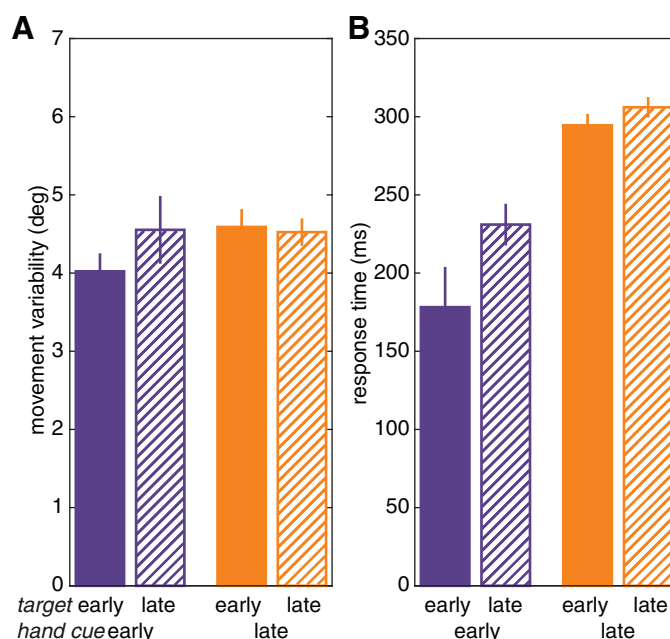 A
B
movement variability (deg)
7
6
5
4
3
2
1
0
response time (ms)
350
300
250
200
150
100
50
0
target early late early late
hand cue early late
early late early late
early late